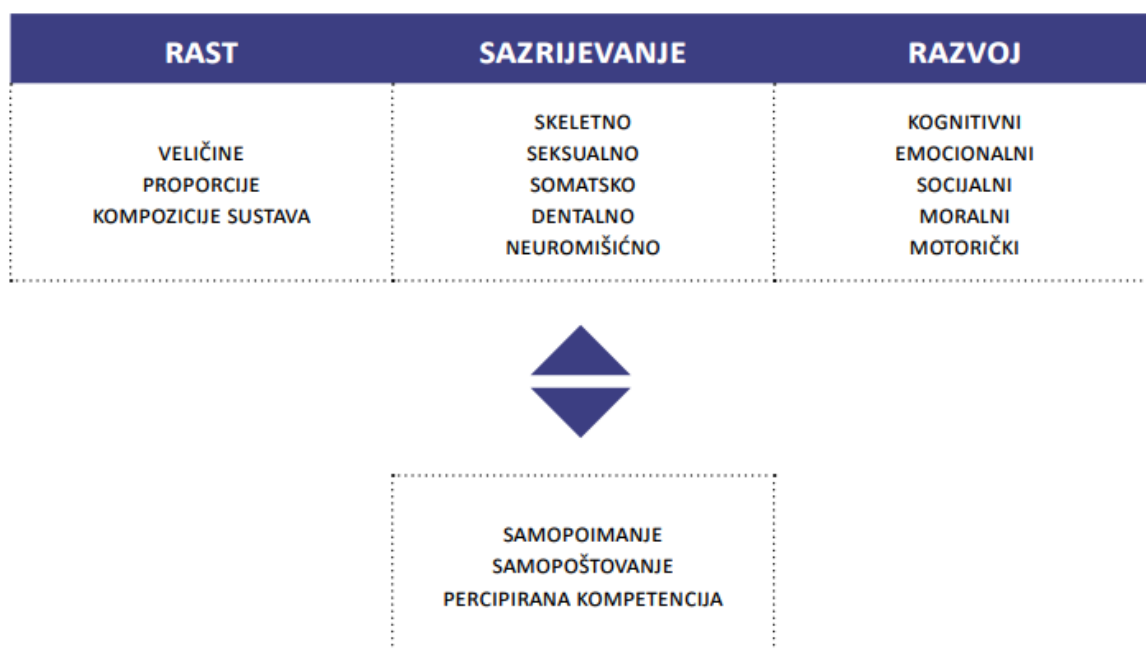 RAST
SAZRIJEVANJE
RAZVOJ
VELIČINE
PROPORCIJE
KOMPOZICIJE SUSTAVA
SKELETNO
SEKSUALNO
SOMATSKO
DENTALNO
NEUROMIŠIĆNO
KOGNITIVNI
EMOCIONALNI
SOCIJALNI
MORALNI
MOTORIČKI
SAMOPOIMANJE
SAMOPOŠTOVANJE
PERCIPIRANA KOMPETENCIJA